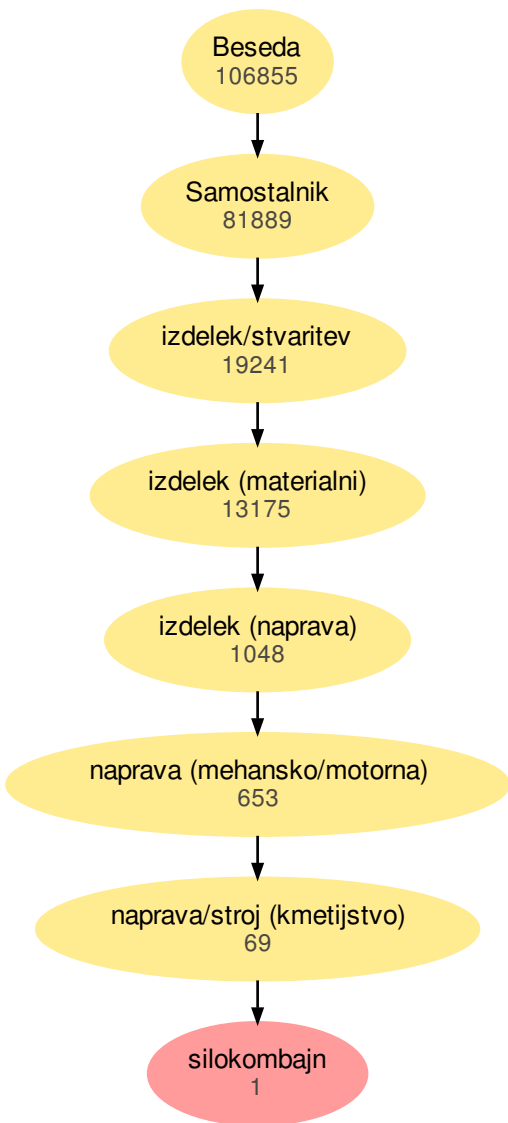 Beseda
106855
Samostalnik
81889
izdelek/stvaritev
19241
izdelek (materialni)
13175
izdelek (naprava)
1048
naprava (mehansko/motorna)
653
naprava/stroj (kmetijstvo)
69
silokombajn
1